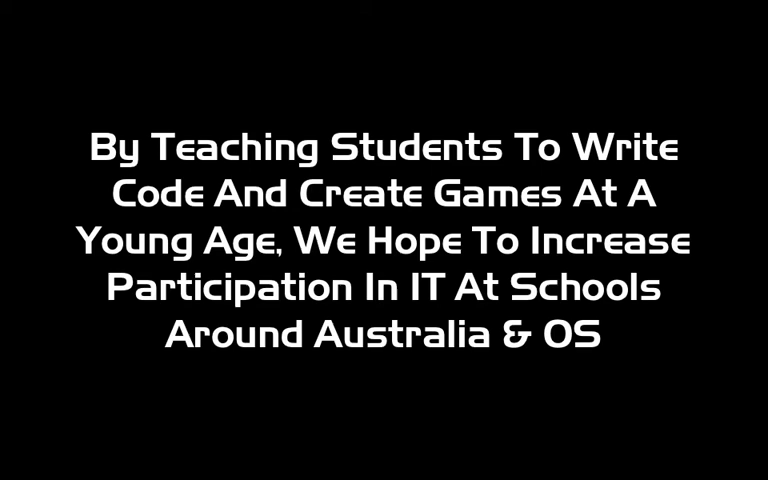 By Teaching Students To Write
Code And Create Games At A
Young Age, We Hope To Increase
Participation In IT At Schools
Around Australia & OS